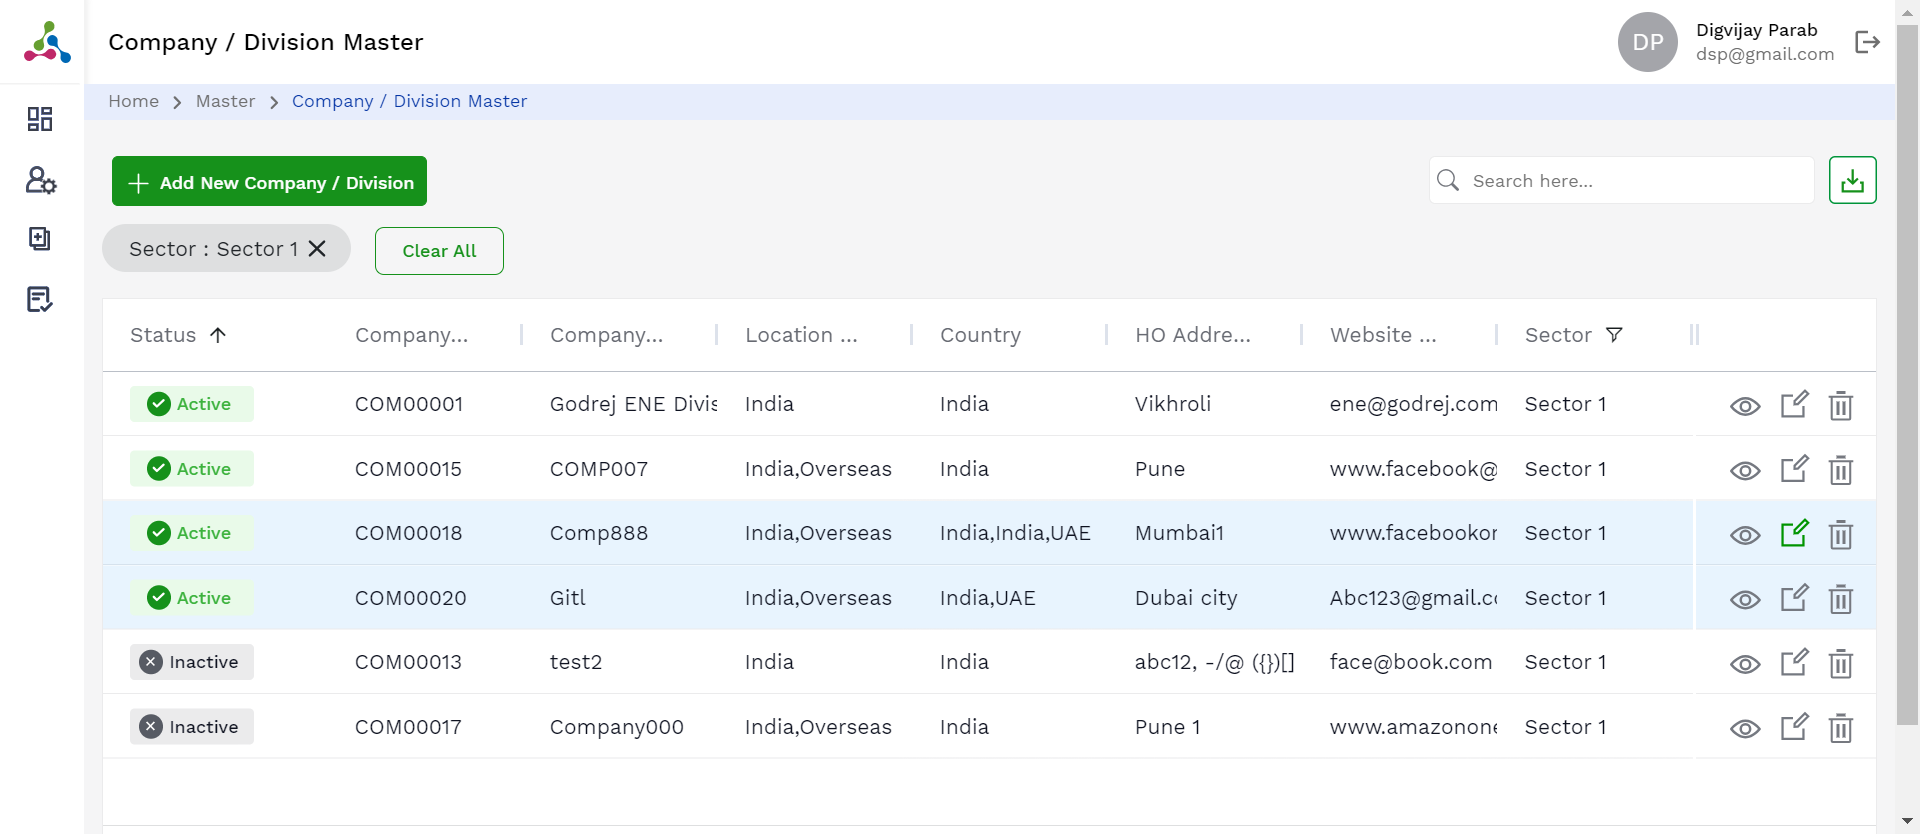 Company / Division Master
DP
Digvijay Parab
dsp@gmail.com
Home > Master > Company / Division Master
+ Add New Company / Division
Search here...
Sector : Sector 1 ✕
Clear All
Status ↑ Company... Company... Location ... Country HO Addre... Website ... Sector
Active COM00001 Godrej ENE Divis India India Vikhroli ene@godrej.com Sector 1
Active COM00015 COMP007 India,Overseas India Pune www.facebook@ Sector 1
Active COM00018 Comp888 India,Overseas India,India,UAE Mumbai1 www.facebookor Sector 1
Active COM00020 Gitl India,Overseas India,UAE Dubai city Abc123@gmail.co Sector 1
Inactive COM00013 test2 India India abc12, -/@ ({})[] face@book.com Sector 1
Inactive COM00017 Company000 India,Overseas India Pune 1 www.amazonone Sector 1